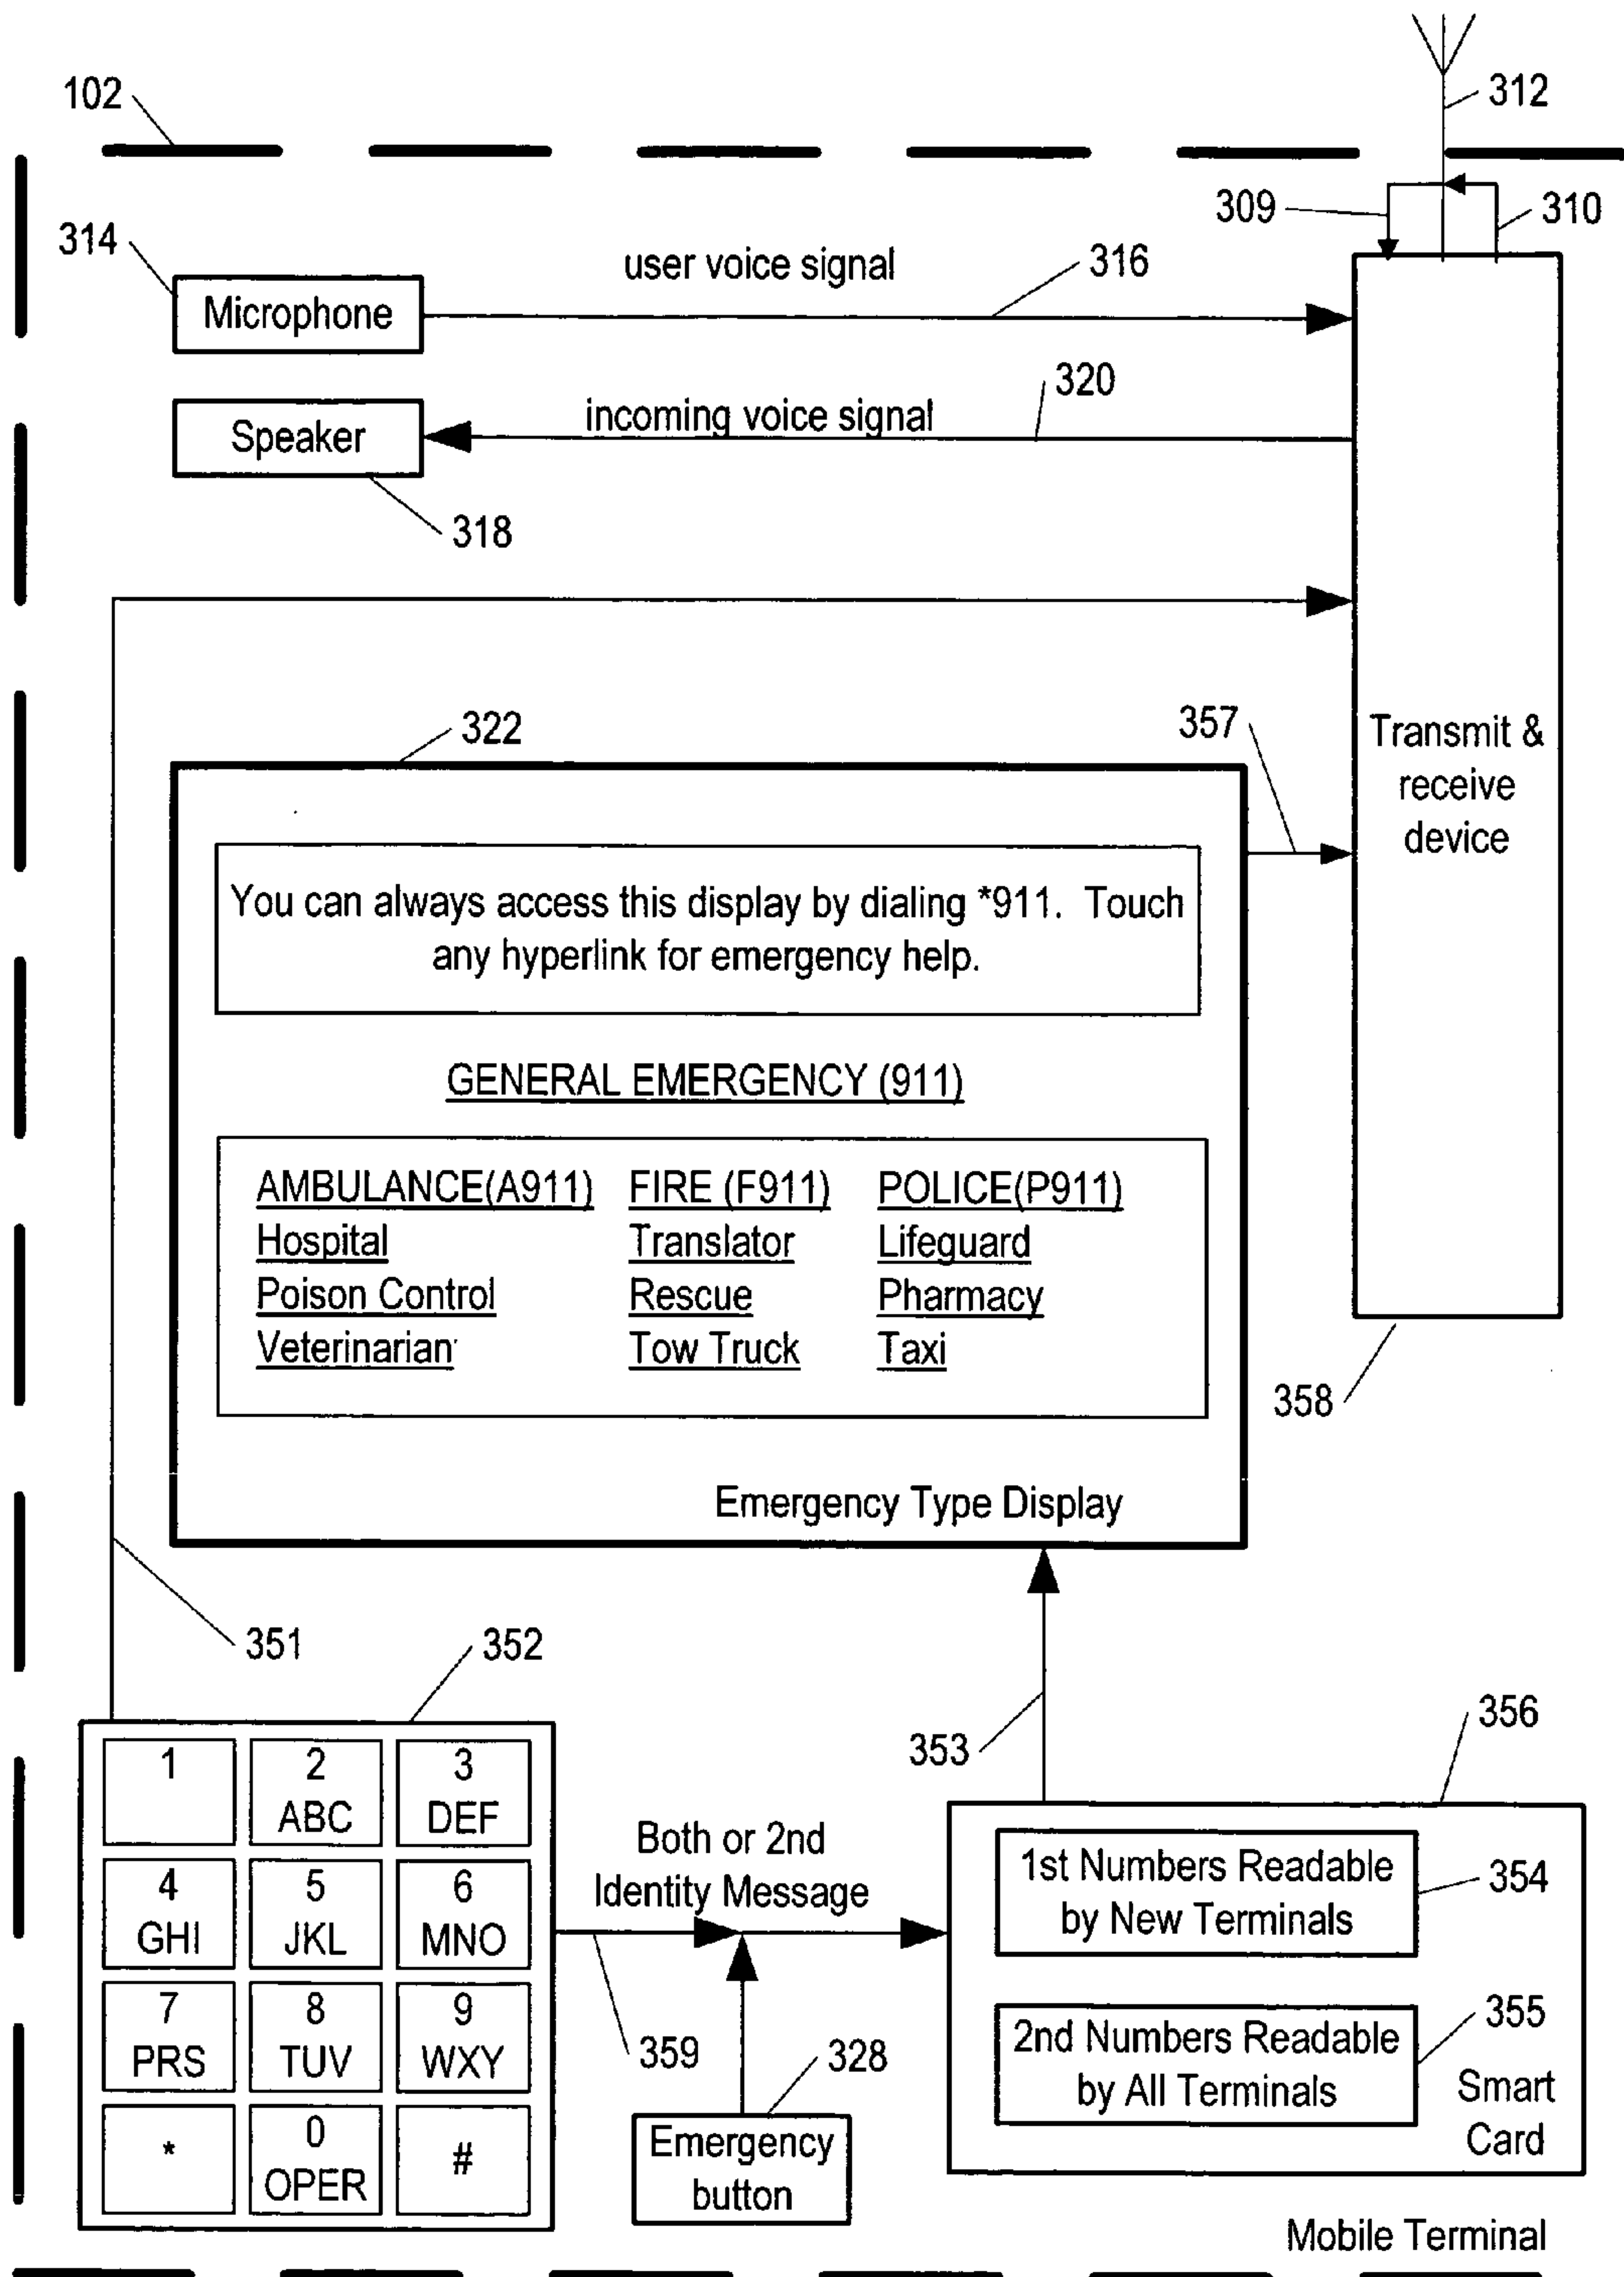 312
102
309
310
314
user voice signal
316
Microphone
320
incoming voice signal
Speaker
318
322
357
Transmit &
receive
device
You can always access this display by dialing *911. Touch
any hyperlink for emergency help.
GENERAL EMERGENCY (911)
AMBULANCE(A911) FIRE (F911) POLICE(P911)
Hospital Translator Lifeguard
Poison Control Rescue Pharmacy
Veterinarian Tow Truck Taxi
358
Emergency Type Display
351
352
353
356
1 2 3
ABC DEF
4 5 6
GHI JKL MNO
7 8 9
PRS TUV WXY
* 0 #
OPER
Both or 2nd
Identity Message
359
328
Emergency
button
1st Numbers Readable
by New Terminals
354
355
2nd Numbers Readable
by All Terminals
Smart
Card
Mobile Terminal